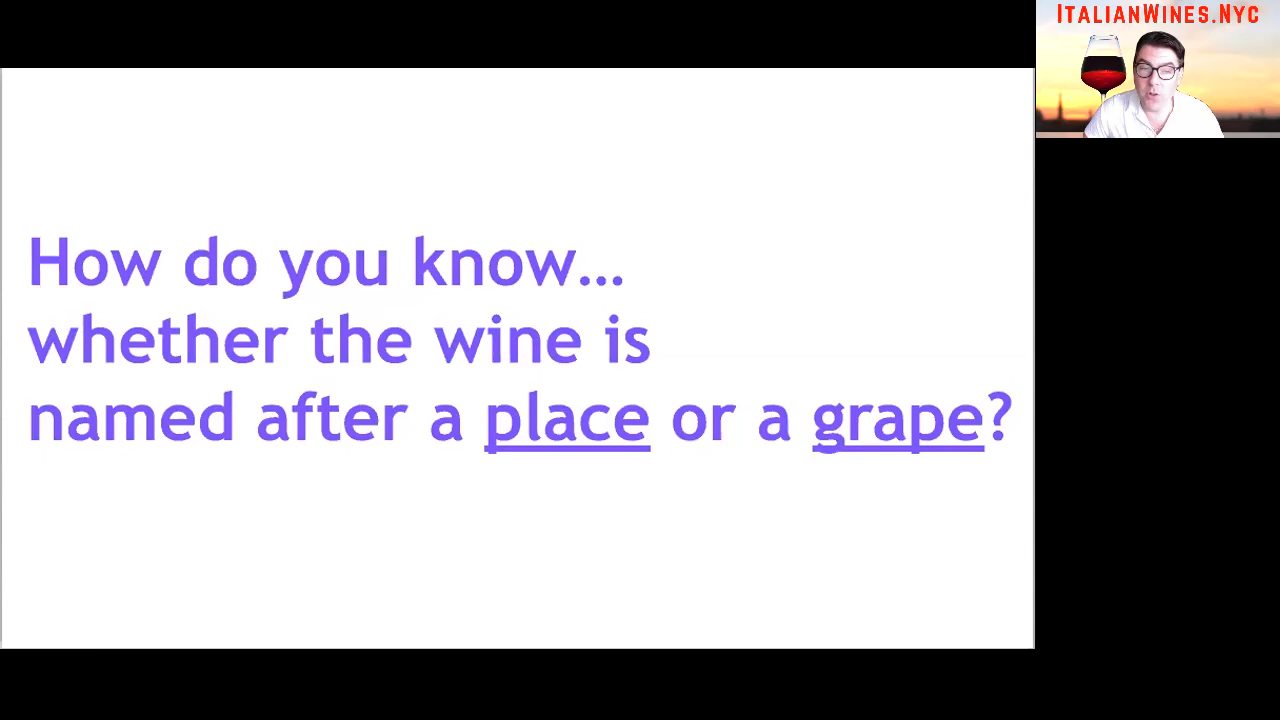 ItalianWines.Nyc
How do you know...
whether the wine is
named after a place or a grape?